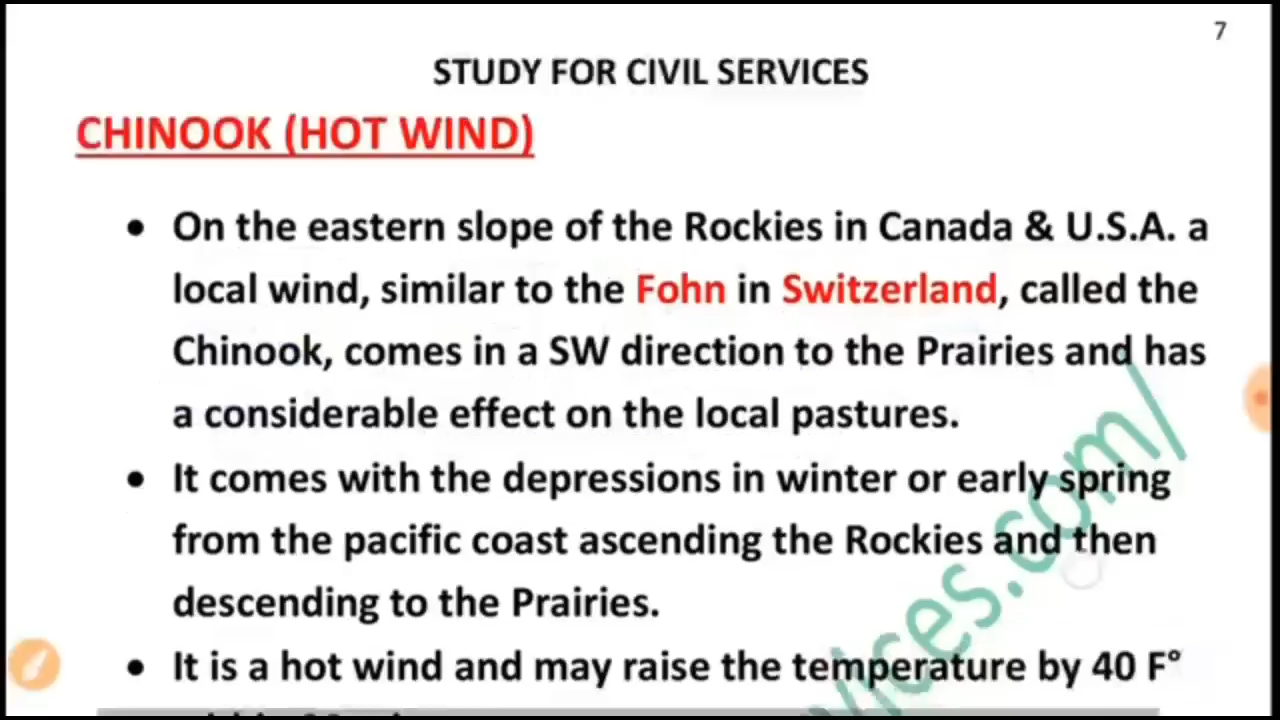 7
STUDY FOR CIVIL SERVICES
CHINOOK (HOT WIND)
• On the eastern slope of the Rockies in Canada & U.S.A. a
local wind, similar to the Fohn in Switzerland, called the
Chinook, comes in a SW direction to the Prairies and has
a considerable effect on the local pastures.
• It comes with the depressions in winter or early spring
from the pacific coast ascending the Rockies and then
descending to the Prairies.
• It is a hot wind and may raise the temperature by 40 F°
vices.com/